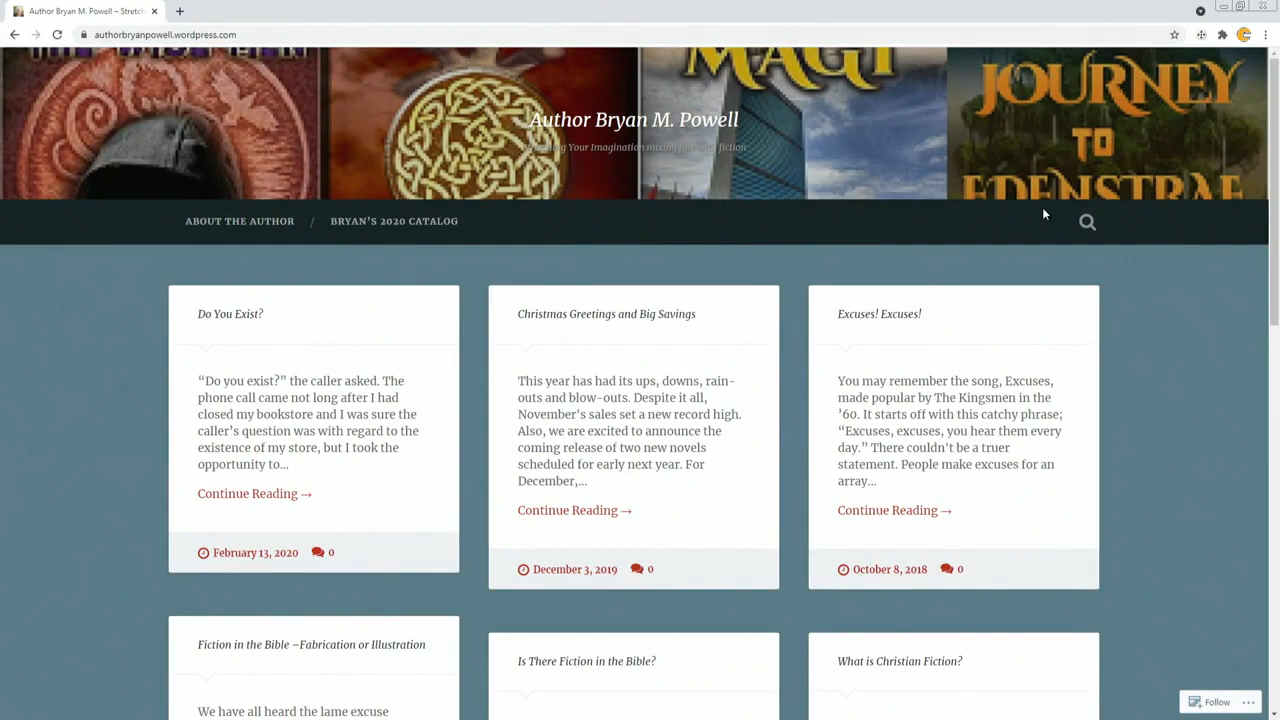 Author Bryan M. Powell – Stretch
authorbryanpowell.wordpress.com
MAGI
JOURNEY
TO
EDENSTRAE
Author Bryan M. Powell
Your Imagination mixing fact with fiction
ABOUT THE AUTHOR / BRYAN’S 2020 CATALOG
Do You Exist?
“Do you exist?” the caller asked. The
phone call came not long after I had
closed my bookstore and I was sure the
caller’s question was with regard to the
existence of my store, but I took the
opportunity to…
Continue Reading →
February 13, 2020 0
Christmas Greetings and Big Savings
This year has had its ups, downs, rain-
outs and blow-outs. Despite it all,
November's sales set a new record high.
Also, we are excited to announce the
coming release of two new novels
scheduled for early next year. For
December,…
Continue Reading →
December 3, 2019 0
Excuses! Excuses!
You may remember the song, Excuses,
made popular by The Kingsmen in the
’60. It starts off with this catchy phrase;
“Excuses, excuses, you hear them every
day.” There couldn't be a truer
statement. People make excuses for an
array…
Continue Reading →
October 8, 2018 0
Fiction in the Bible –Fabrication or Illustration
We have all heard the lame excuse
Is There Fiction in the Bible?
What is Christian Fiction?
Follow